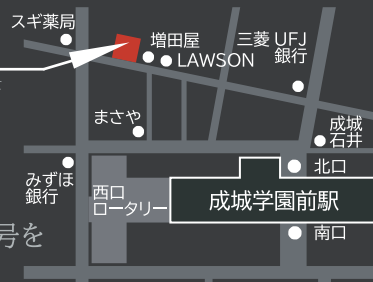 スギ薬局
増田屋
LAWSON
三菱 UFJ
銀行
まさや
成城
石井
みずほ
銀行
西口
ロータリー
成城学園前駅
北口
南口
号を